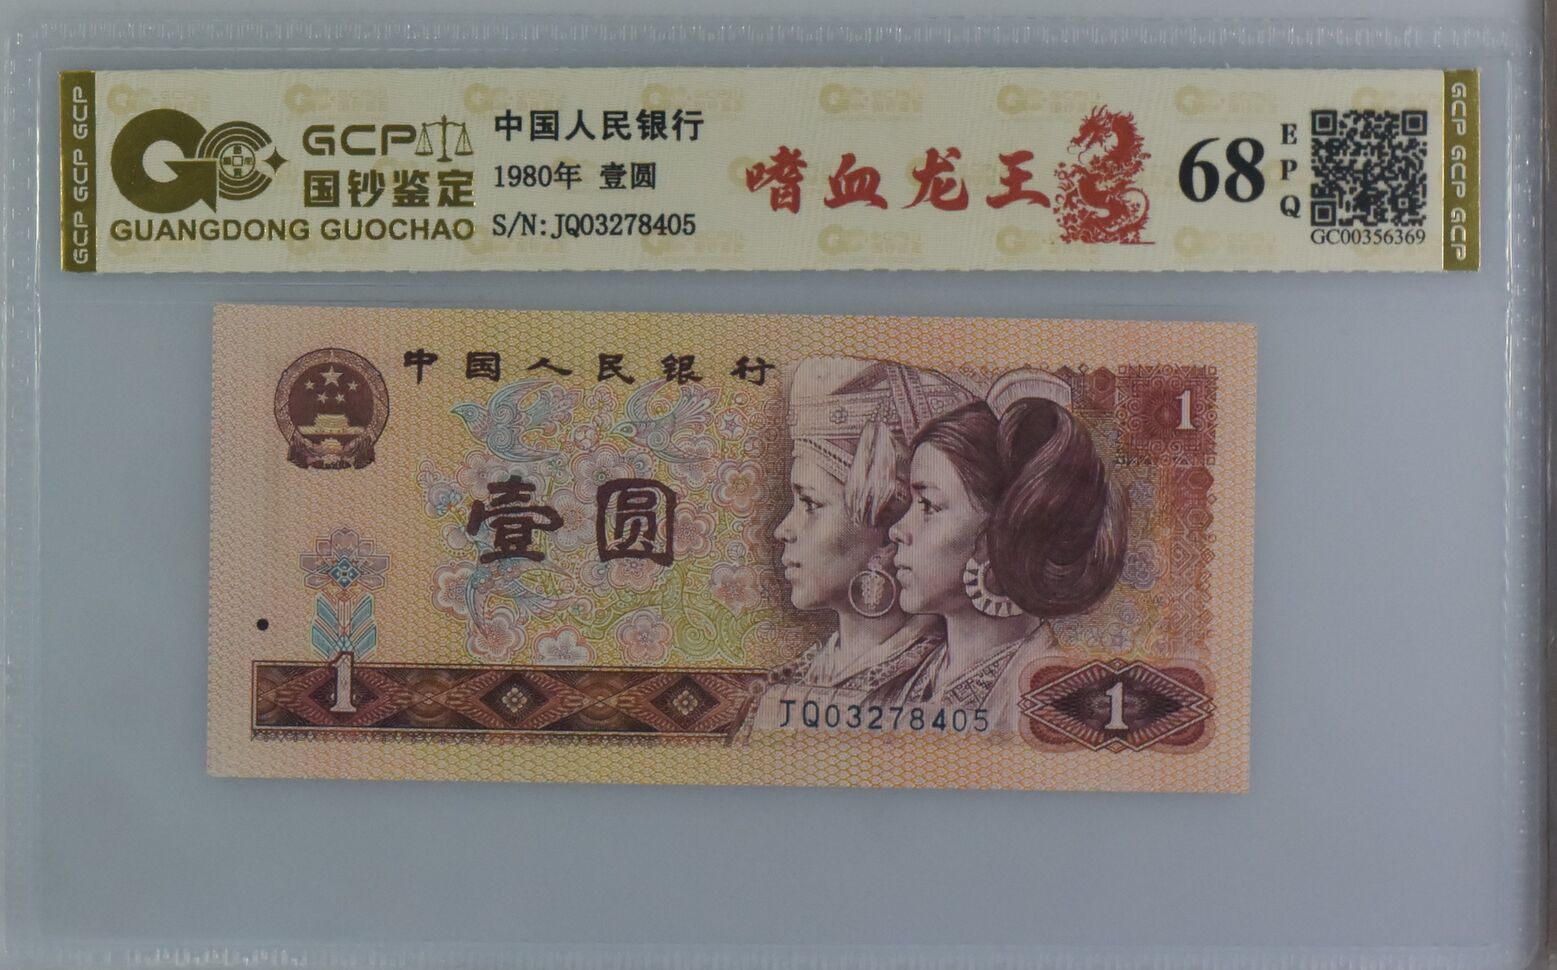 GCP GCP GCP
GCP
国钞鉴定
GUANGDONG GUOCHAO
中国人民银行
1980年 壹圆
S/N:JQ03278405
嗜血龙王
68
EPQ
GC00356369
GCP GCP GCP
中国人民银行
1
壹圆
1
JQ03278405
1